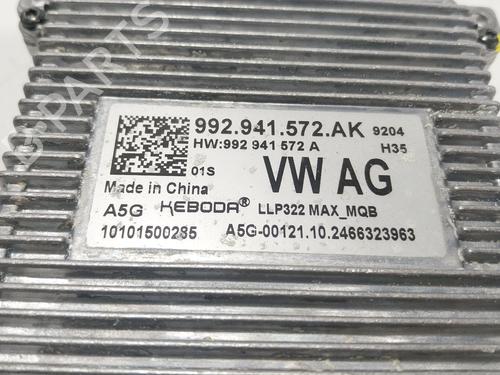 992.941.572.AK 9204
HW:992 941 572 A H35
01S VW AG
Made in China
A5G KEBODA® LLP322 MAX_MQB
10101500285 A5G-00121.10.2466323963